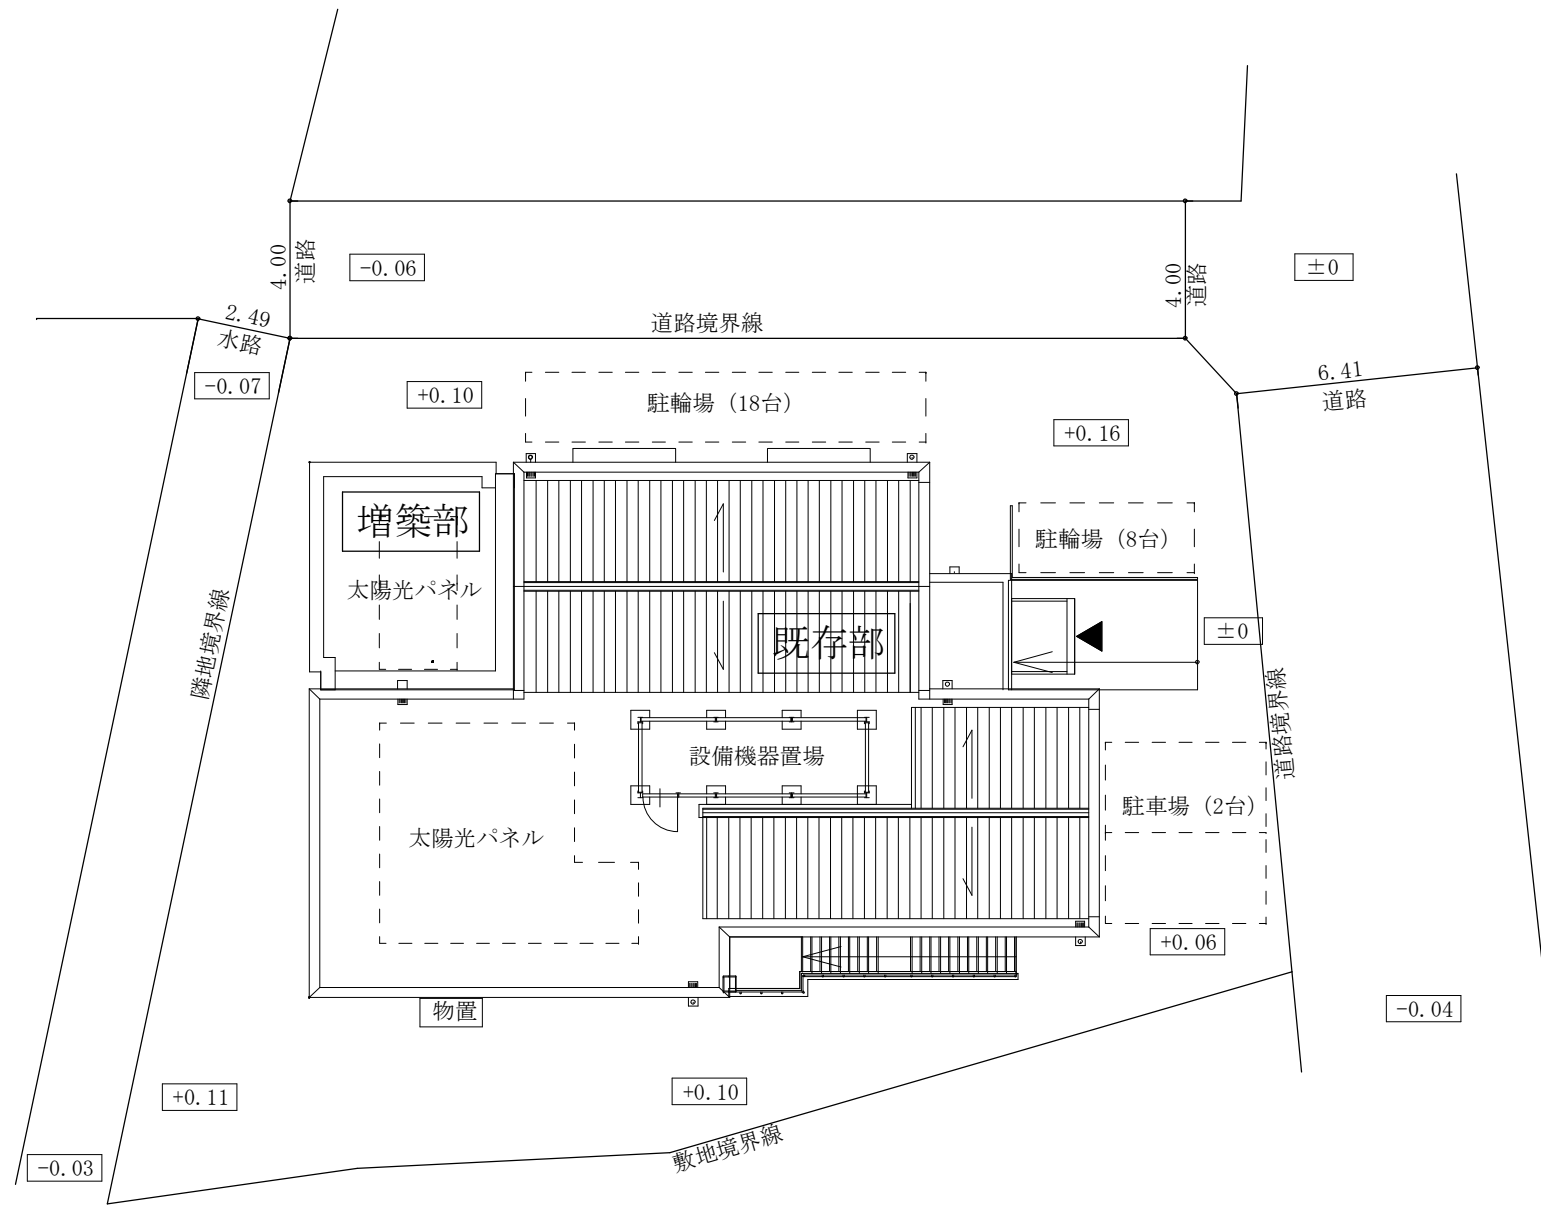 4.00
道路
-0.06
4.00
道路
±0
2.49
水路
道路境界線
-0.07
+0.10
駐輪場 (18台)
6.41
道路
+0.16
増築部
駐輪場 (8台)
太陽光パネル
既存部
±0
隣地境界線
道路境界線
設備機器置場
駐車場 (2台)
太陽光パネル
+0.06
物置
-0.04
+0.11
+0.10
敷地境界線
-0.03